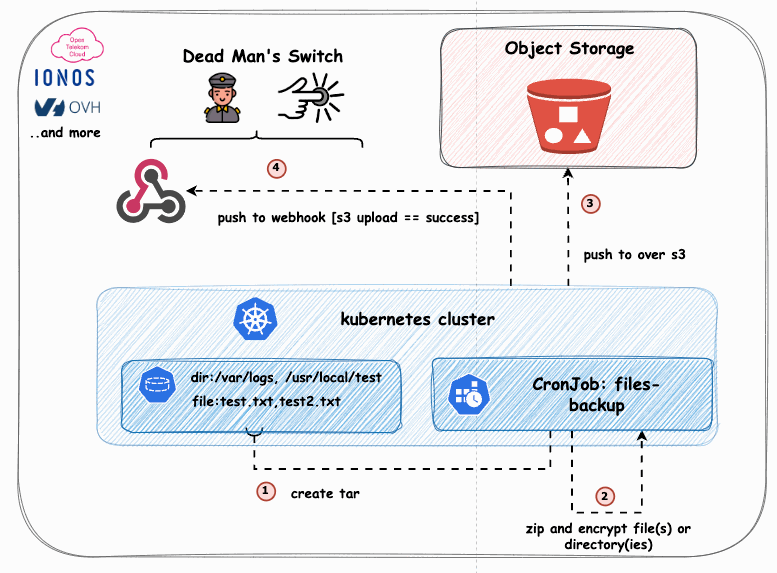 Open
Telekom
Cloud
IONOS
OVH
..and more
Dead Man's Switch
Object Storage
4
push to webhook [s3 upload == success]
3
push to over s3
kubernetes cluster
dir:/var/logs, /usr/local/test
file:test.txt,test2.txt
CronJob: files-
backup
1
create tar
2
zip and encrypt file(s) or
directory(ies)